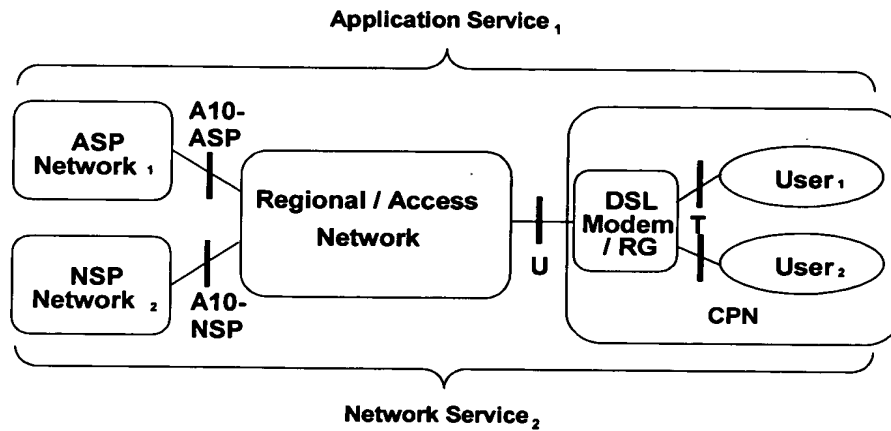 Application Service 1
A10-
ASP
ASP
Network 1
Regional / Access
Network
NSP
Network 2
A10-
NSP
U
DSL
Modem
/ RG
T
User 1
User 2
CPN
Network Service 2